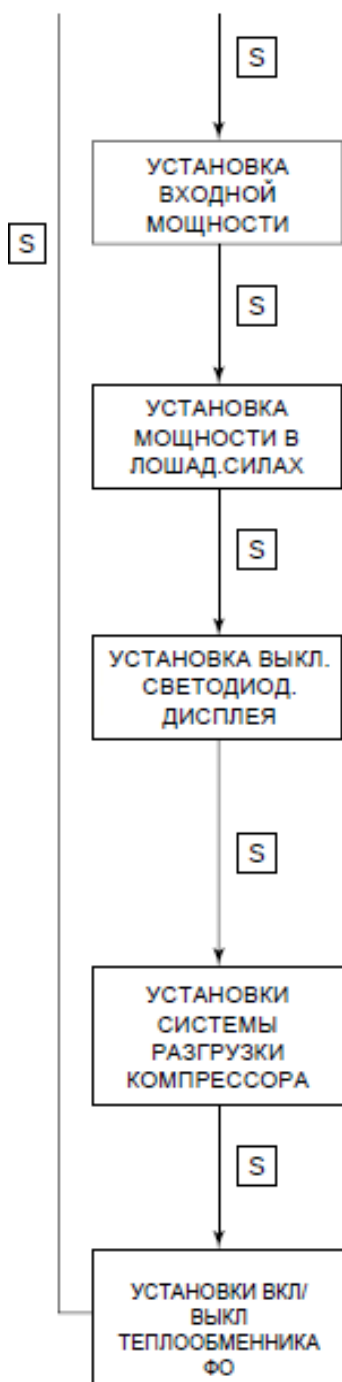 S
УСТАНОВКА
ВХОДНОЙ
МОЩНОСТИ
S
S
УСТАНОВКА
МОЩНОСТИ В
ЛОШАД.СИЛАХ
S
УСТАНОВКА ВЫКЛ.
СВЕТОДИОД.
ДИСПЛЕЯ
S
УСТАНОВКИ
СИСТЕМЫ
РАЗГРУЗКИ
КОМПРЕССОРА
S
УСТАНОВКИ ВКЛ/
ВЫКЛ
ТЕПЛООБМЕННИКА
ФО